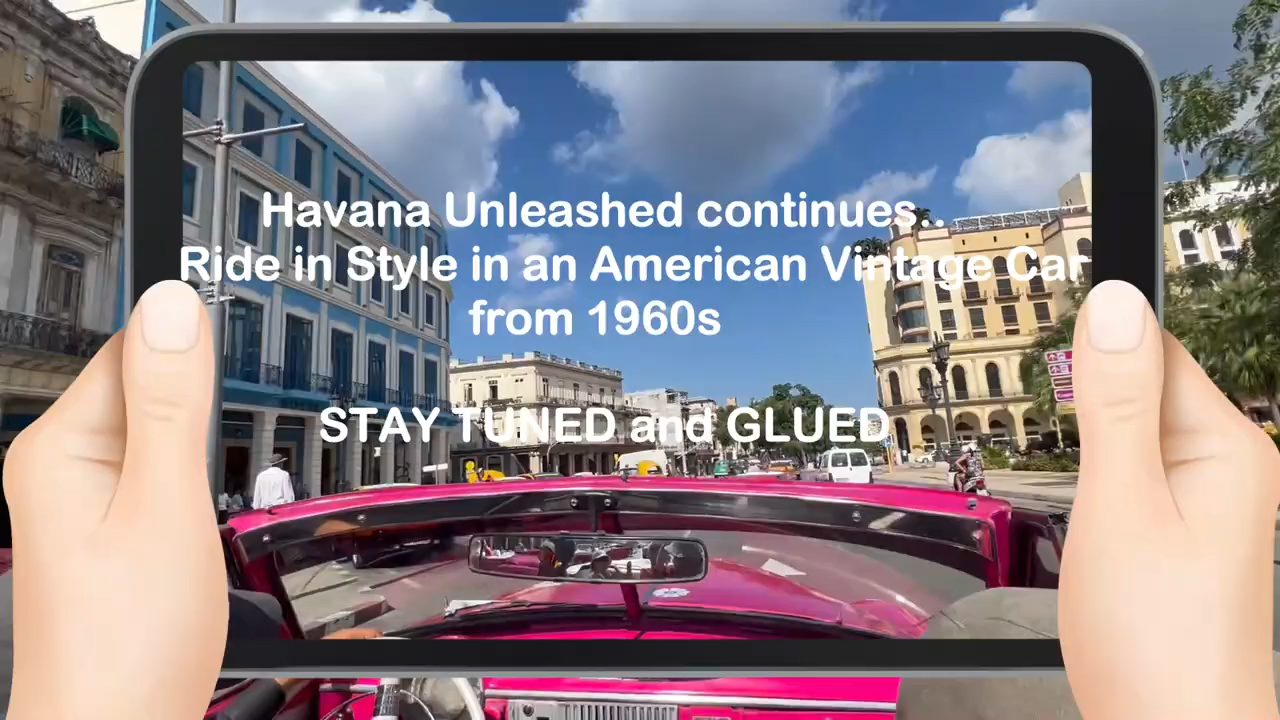 Havana Unleashed continues..
Ride in Style in an American Vintage Car
from 1960s
STAY TUNED and GLUED